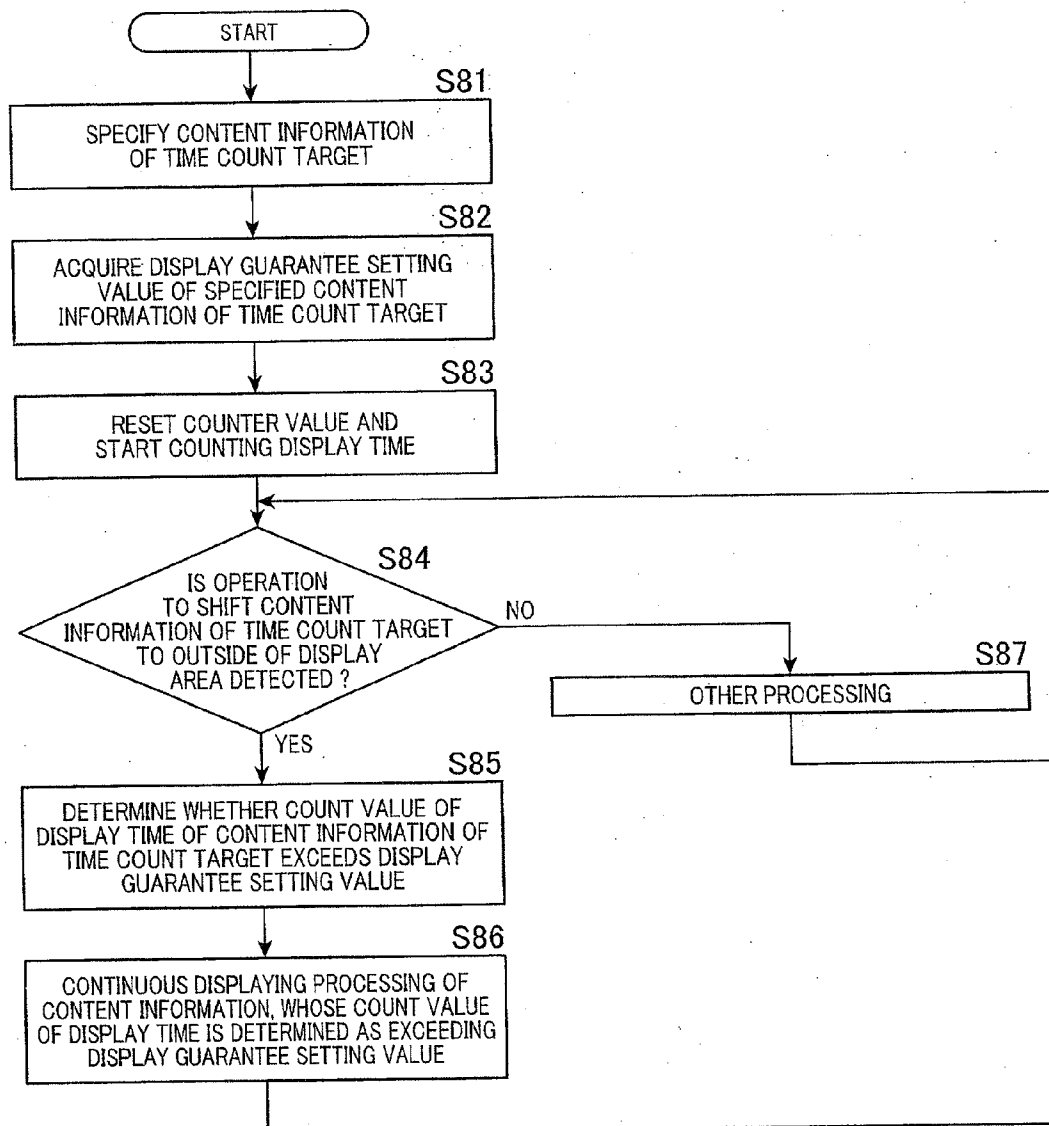 START
S81
SPECIFY CONTENT INFORMATION
OF TIME COUNT TARGET
S82
ACQUIRE DISPLAY GUARANTEE SETTING
VALUE OF SPECIFIED CONTENT
INFORMATION OF TIME COUNT TARGET
S83
RESET COUNTER VALUE AND
START COUNTING DISPLAY TIME
S84
IS OPERATION
TO SHIFT CONTENT
INFORMATION OF TIME COUNT TARGET
TO OUTSIDE OF DISPLAY
AREA DETECTED ?
NO
S87
OTHER PROCESSING
YES
S85
DETERMINE WHETHER COUNT VALUE OF
DISPLAY TIME OF CONTENT INFORMATION OF
TIME COUNT TARGET EXCEEDS DISPLAY
GUARANTEE SETTING VALUE
S86
CONTINUOUS DISPLAYING PROCESSING OF
CONTENT INFORMATION, WHOSE COUNT VALUE
OF DISPLAY TIME IS DETERMINED AS EXCEEDING
DISPLAY GUARANTEE SETTING VALUE